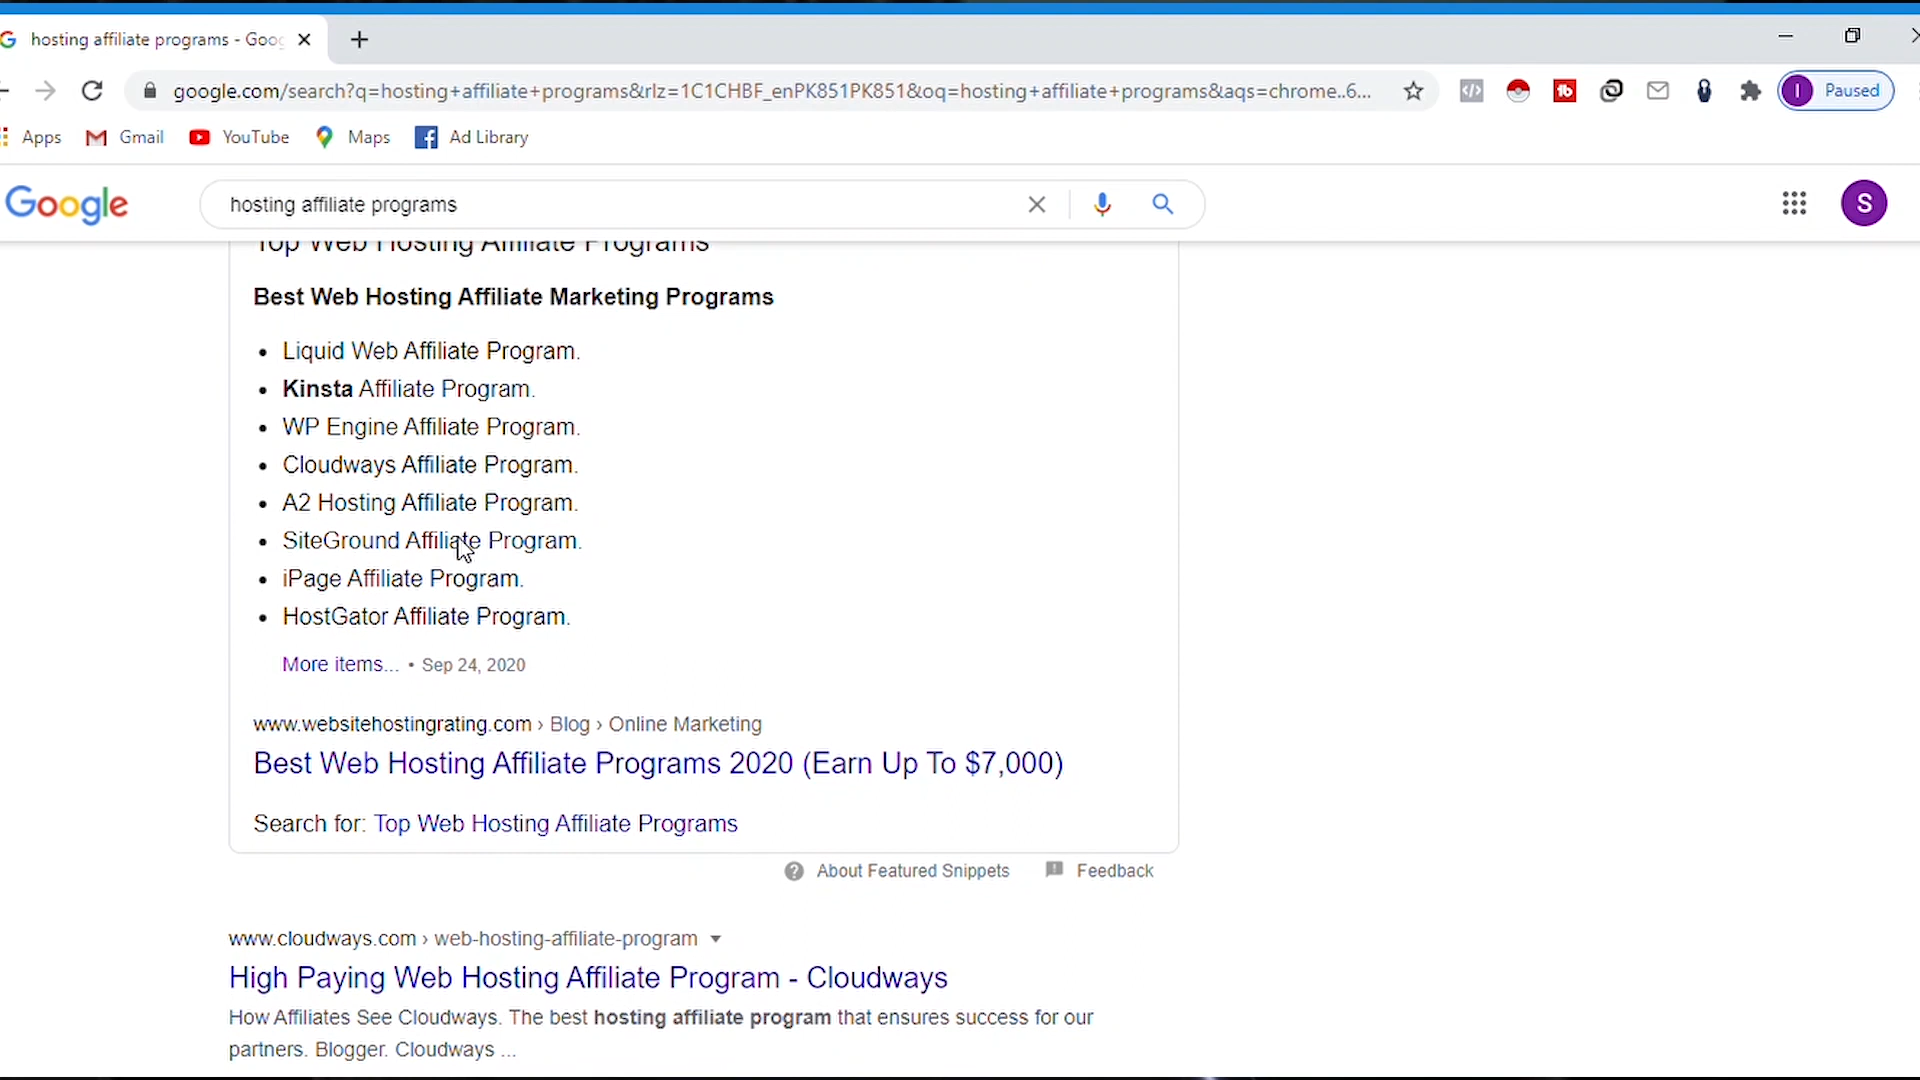 hosting affiliate programs - Goo
google.com/search?q=hosting+affiliate+programs&rlz=1C1CHBF_enPK851PK851&oq=hosting+affiliate+programs&aqs=chrome..6...
Paused
Apps
Gmail
YouTube
Maps
Ad Library
Google
hosting affiliate programs
S
Top Web Hosting Affiliate Programs
Best Web Hosting Affiliate Marketing Programs
• Liquid Web Affiliate Program.
• Kinsta Affiliate Program.
• WP Engine Affiliate Program.
• Cloudways Affiliate Program.
• A2 Hosting Affiliate Program.
• SiteGround Affiliate Program.
• iPage Affiliate Program.
• HostGator Affiliate Program.
More items... • Sep 24, 2020
www.websitehostingrating.com › Blog › Online Marketing
Best Web Hosting Affiliate Programs 2020 (Earn Up To $7,000)
Search for: Top Web Hosting Affiliate Programs
About Featured Snippets
Feedback
www.cloudways.com › web-hosting-affiliate-program
High Paying Web Hosting Affiliate Program - Cloudways
How Affiliates See Cloudways. The best hosting affiliate program that ensures success for our
partners. Blogger. Cloudways ...